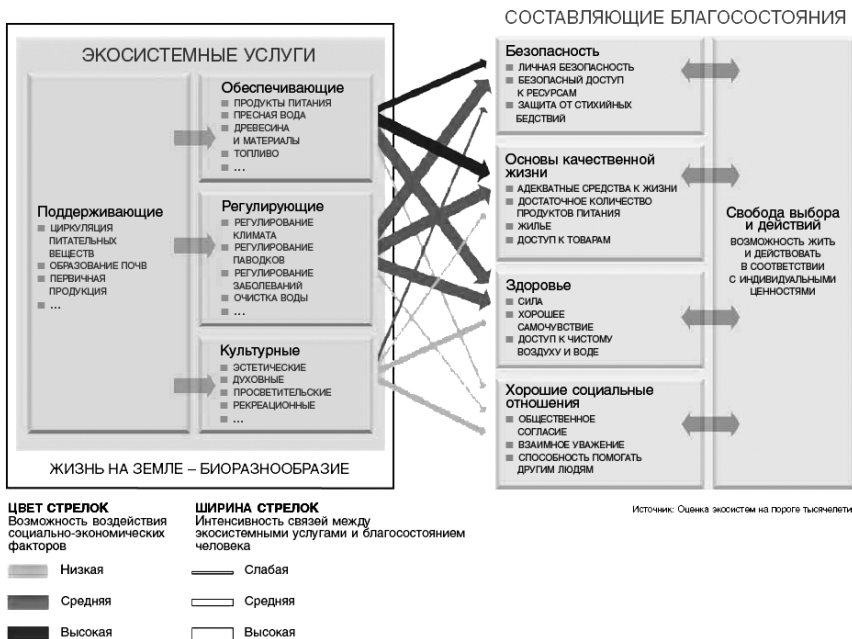 СОСТАВЛЯЮЩИЕ БЛАГОСОСТОЯНИЯ
ЭКОСИСТЕМНЫЕ УСЛУГИ
Поддерживающие
ЦИРКУЛЯЦИЯ
ПИТАТЕЛЬНЫХ
ВЕЩЕСТВ
ОБРАЗОВАНИЕ ПОЧВ
ПЕРВИЧНАЯ
ПРОДУКЦИЯ
...
Обеспечивающие
ПРОДУКТЫ ПИТАНИЯ
ПРЕСНАЯ ВОДА
ДРЕВЕСИНА
И МАТЕРИАЛЫ
ТОПЛИВО
...
Регулирующие
РЕГУЛИРОВАНИЕ
КЛИМАТА
РЕГУЛИРОВАНИЕ
ПАВОДКОВ
РЕГУЛИРОВАНИЕ
ЗАБОЛЕВАНИЙ
ОЧИСТКА ВОДЫ
...
Культурные
ЭСТЕТИЧЕСКИЕ
ДУХОВНЫЕ
ПРОСВЕТИТЕЛЬСКИЕ
РЕКРЕАЦИОННЫЕ
...
ЖИЗНЬ НА ЗЕМЛЕ – БИОРАЗНООБРАЗИЕ
Безопасность
ЛИЧНАЯ БЕЗОПАСНОСТЬ
БЕЗОПАСНЫЙ ДОСТУП
К РЕСУРСАМ
ЗАЩИТА ОТ СТИХИЙНЫХ
БЕДСТВИЙ
Основы качественной
жизни
АДЕКВАТНЫЕ СРЕДСТВА К ЖИЗНИ
ДОСТАТОЧНОЕ КОЛИЧЕСТВО
ПРОДУКТОВ ПИТАНИЯ
ЖИЛЬЕ
ДОСТУП К ТОВАРАМ
Здоровье
СИЛА
ХОРОШЕЕ
САМОЧУВСТВИЕ
ДОСТУП К ЧИСТОМУ
ВОЗДУХУ И ВОДЕ
Хорошие социальные
отношения
ОБЩЕСТВЕННОЕ
СОГЛАСИЕ
ВЗАИМНОЕ УВАЖЕНИЕ
СПОСОБНОСТЬ ПОМОГАТЬ
ДРУГИМ ЛЮДЯМ
Свобода выбора
и действий
ВОЗМОЖНОСТЬ ЖИТЬ
И ДЕЙСТВОВАТЬ
В СООТВЕТСТВИИ
С ИНДИВИДУАЛЬНЫМИ
ЦЕННОСТЯМИ
Источник: Оценка экосистем на пороге тысячелети
ЦВЕТ СТРЕЛОК
Возможность воздействия
социально-экономических
факторов
Низкая
Средняя
Высокая
ШИРИНА СТРЕЛОК
Интенсивность связей между
экосистемными услугами и благосостоянием
человека
Слабая
Средняя
Высокая